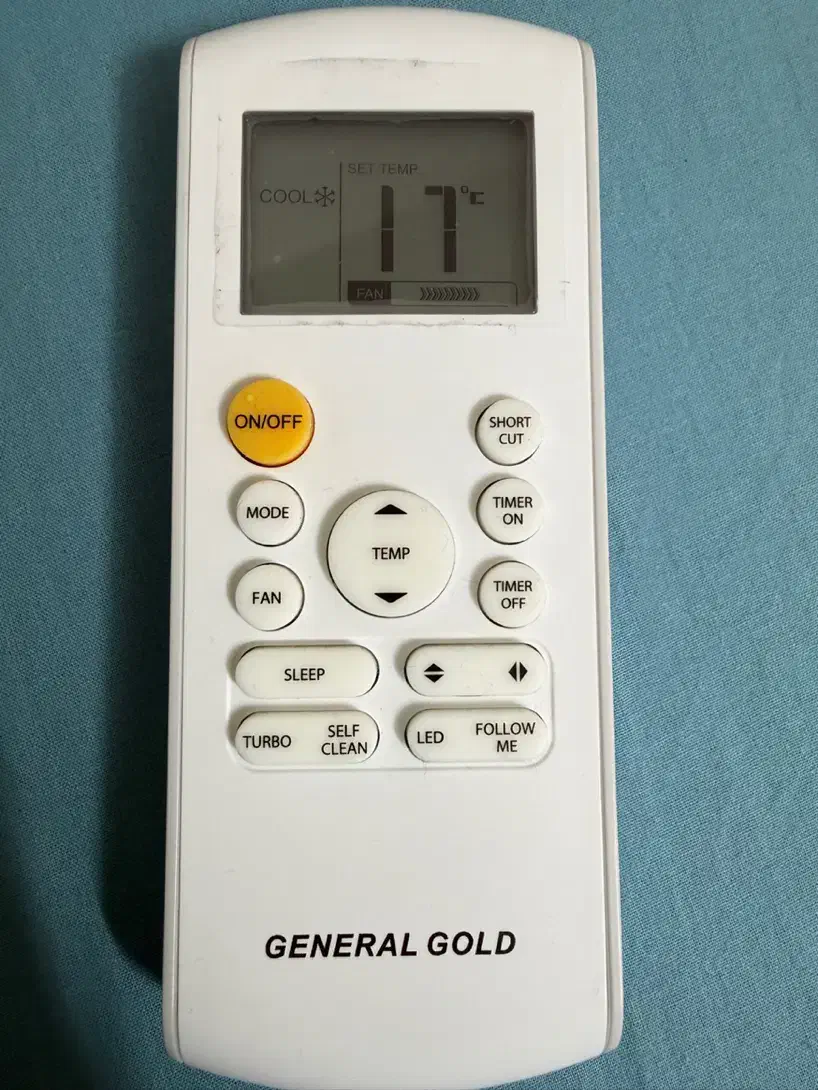 SET TEMP
COOL 17 °C
FAN
ON/OFF
SHORT
CUT
MODE
TIMER
ON
TEMP
FAN
TIMER
OFF
SLEEP
TURBO
SELF
CLEAN
LED
FOLLOW
ME
GENERAL GOLD